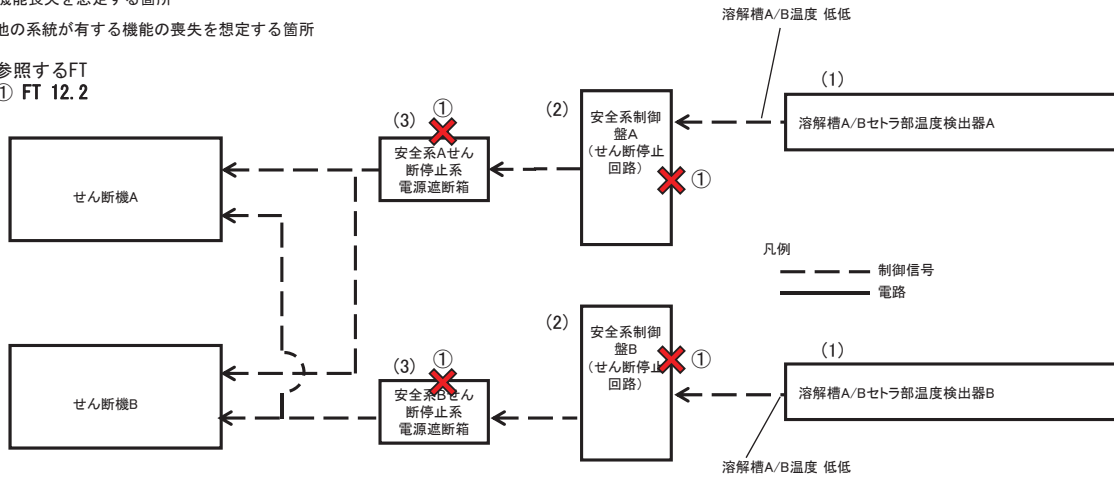 機能喪失を想定する箇所
他の系統が有する機能の喪失を想定する箇所
参照するFT
① FT 12.2
溶解槽A/B温度 低低
(1)
溶解槽A/Bセトラ部温度検出器A
(2)
安全系制御
盤A
(せん断停止
回路)
①
(3)
①
安全系Aせん
断停止系
電源遮断箱
せん断機A
凡例
制御信号
電路
(2)
安全系制御
盤B
(せん断停止
回路)
①
(1)
溶解槽A/Bセトラ部温度検出器B
(3)
①
安全系Bせん
断停止系
電源遮断箱
せん断機B
溶解槽A/B温度 低低